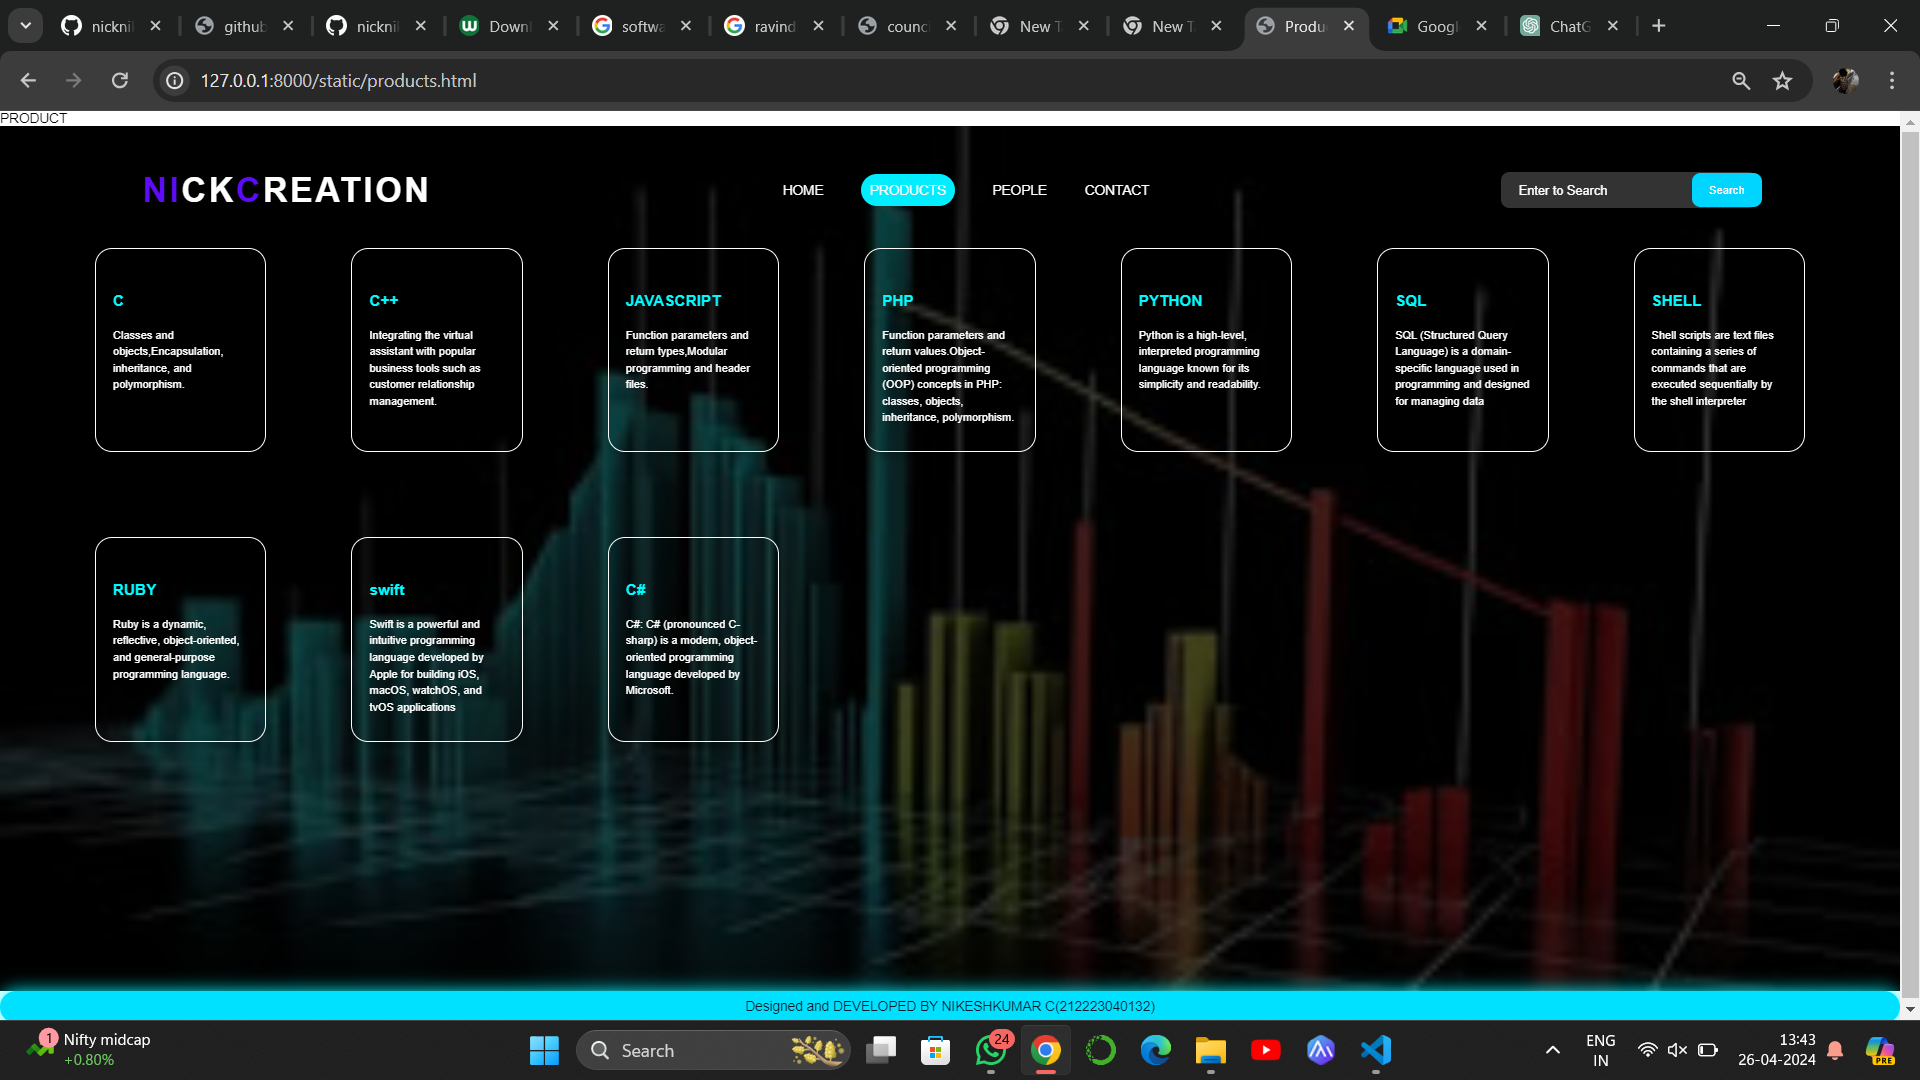 nickni
github
nickni
Down
softwa
ravind
counci
New T
New Ta
Produ
Googl
ChatG
127.0.0.1:8000/static/products.html
PRODUCT
NICKCREATION
HOME
PRODUCTS
PEOPLE
CONTACT
Enter to Search
Search
C
Classes and
objects,Encapsulation,
inheritance, and
polymorphism.
C++
Integrating the virtual
assistant with popular
business tools such as
customer relationship
management.
JAVASCRIPT
Function parameters and
return types,Modular
programming and header
files.
PHP
Function parameters and
return values.Object-
oriented programming
(OOP) concepts in PHP:
classes, objects,
inheritance, polymorphism.
PYTHON
Python is a high-level,
interpreted programming
language known for its
simplicity and readability.
SQL
SQL (Structured Query
Language) is a domain-
specific language used in
programming and designed
for managing data
SHELL
Shell scripts are text files
containing a series of
commands that are
executed sequentially by
the shell interpreter
RUBY
Ruby is a dynamic,
reflective, object-oriented,
and general-purpose
programming language.
swift
Swift is a powerful and
intuitive programming
language developed by
Apple for building iOS,
macOS, watchOS, and
tvOS applications
C#
C#: C# (pronounced C-
sharp) is a modern, object-
oriented programming
language developed by
Microsoft.
Designed and DEVELOPED BY NIKESHKUMAR C(212223040132)
1
Nifty midcap
+0.80%
Search
24
ENG
IN
13:43
26-04-2024
PRE